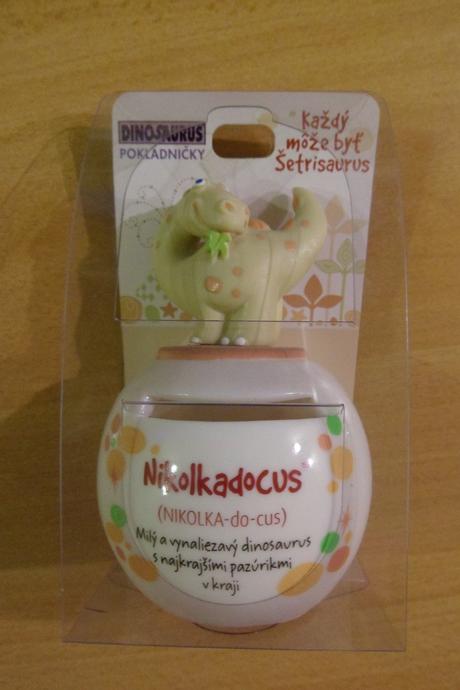 DINOSAURUS
POKLADNIČKY
Každý
môže byť
Šetrisaurus
Nikolkadocus
(NIKOLKA-do-cus)
Milý a vynaliezavý dinosaurus
s najkrajšími pazúrikmi
v kraji